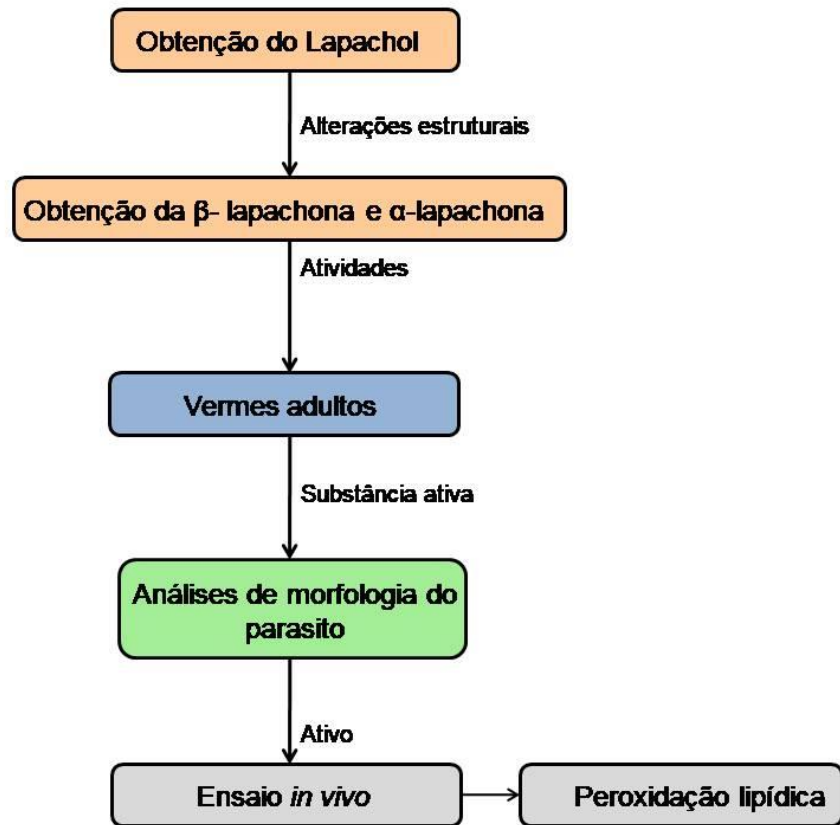 Obtenção do Lapachol
Alterações estruturais
Obtenção da β- lapachona e α-lapachona
Atividades
Vermes adultos
Substância ativa
Análises de morfologia do
parasito
Ativo
Ensaio in vivo
Peroxidação lipídica